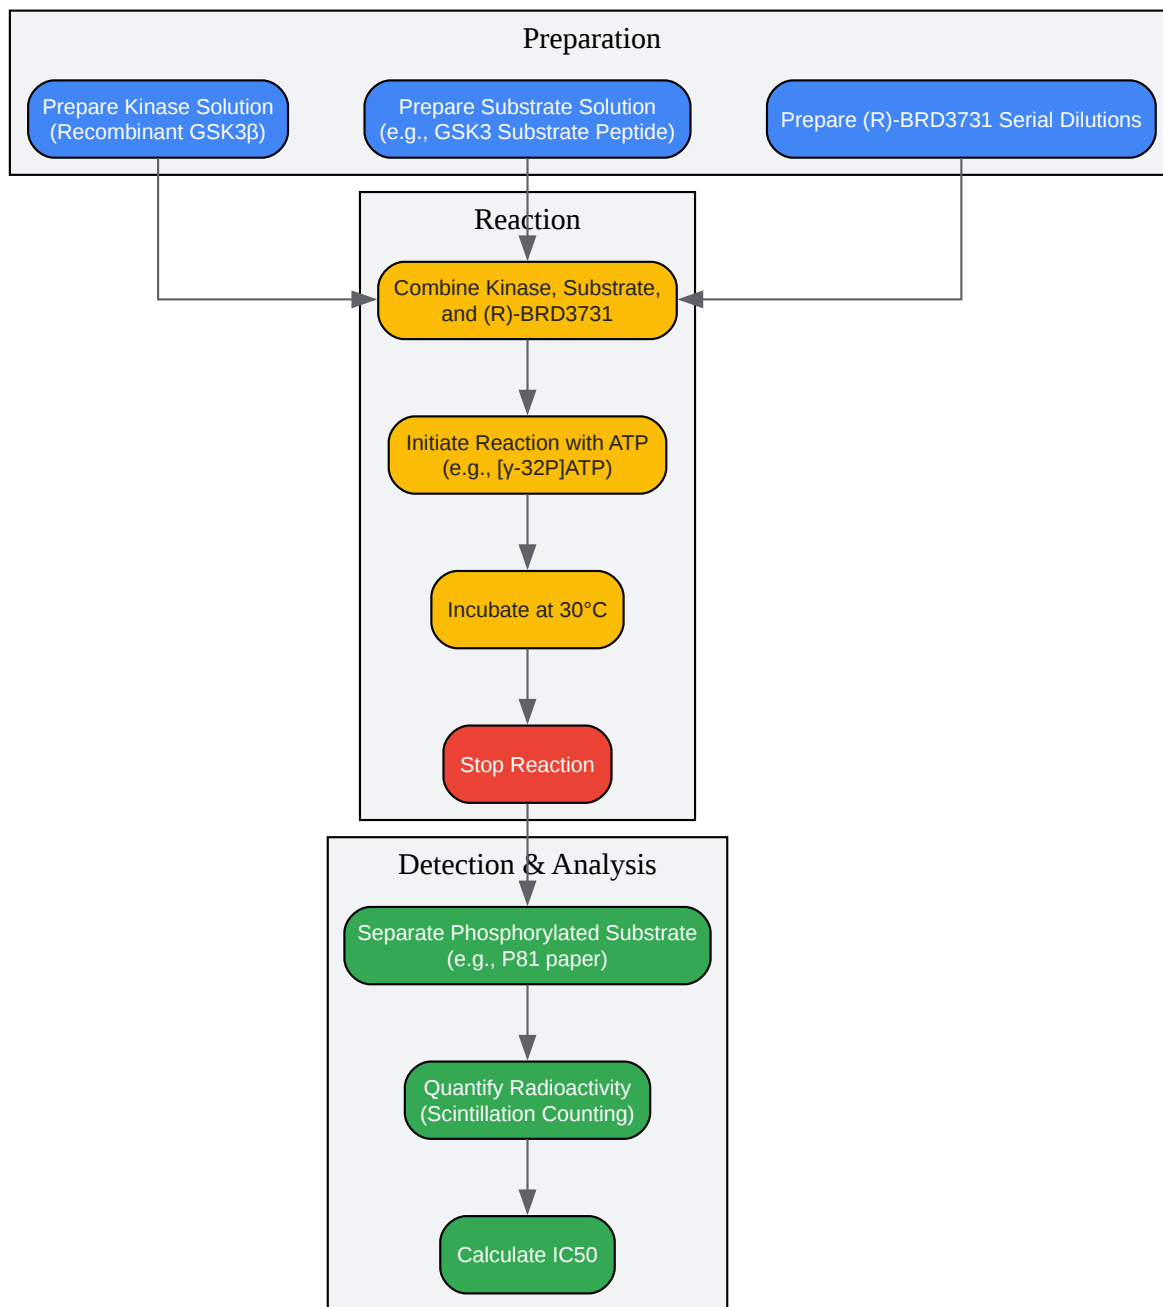 Preparation
Prepare Kinase Solution
(Recombinant GSK3β)
Prepare Substrate Solution
(e.g., GSK3 Substrate Peptide)
Prepare (R)-BRD3731 Serial Dilutions
Reaction
Combine Kinase, Substrate,
and (R)-BRD3731
Initiate Reaction with ATP
(e.g., [γ-32P]ATP)
Incubate at 30°C
Stop Reaction
Detection & Analysis
Separate Phosphorylated Substrate
(e.g., P81 paper)
Quantify Radioactivity
(Scintillation Counting)
Calculate IC50